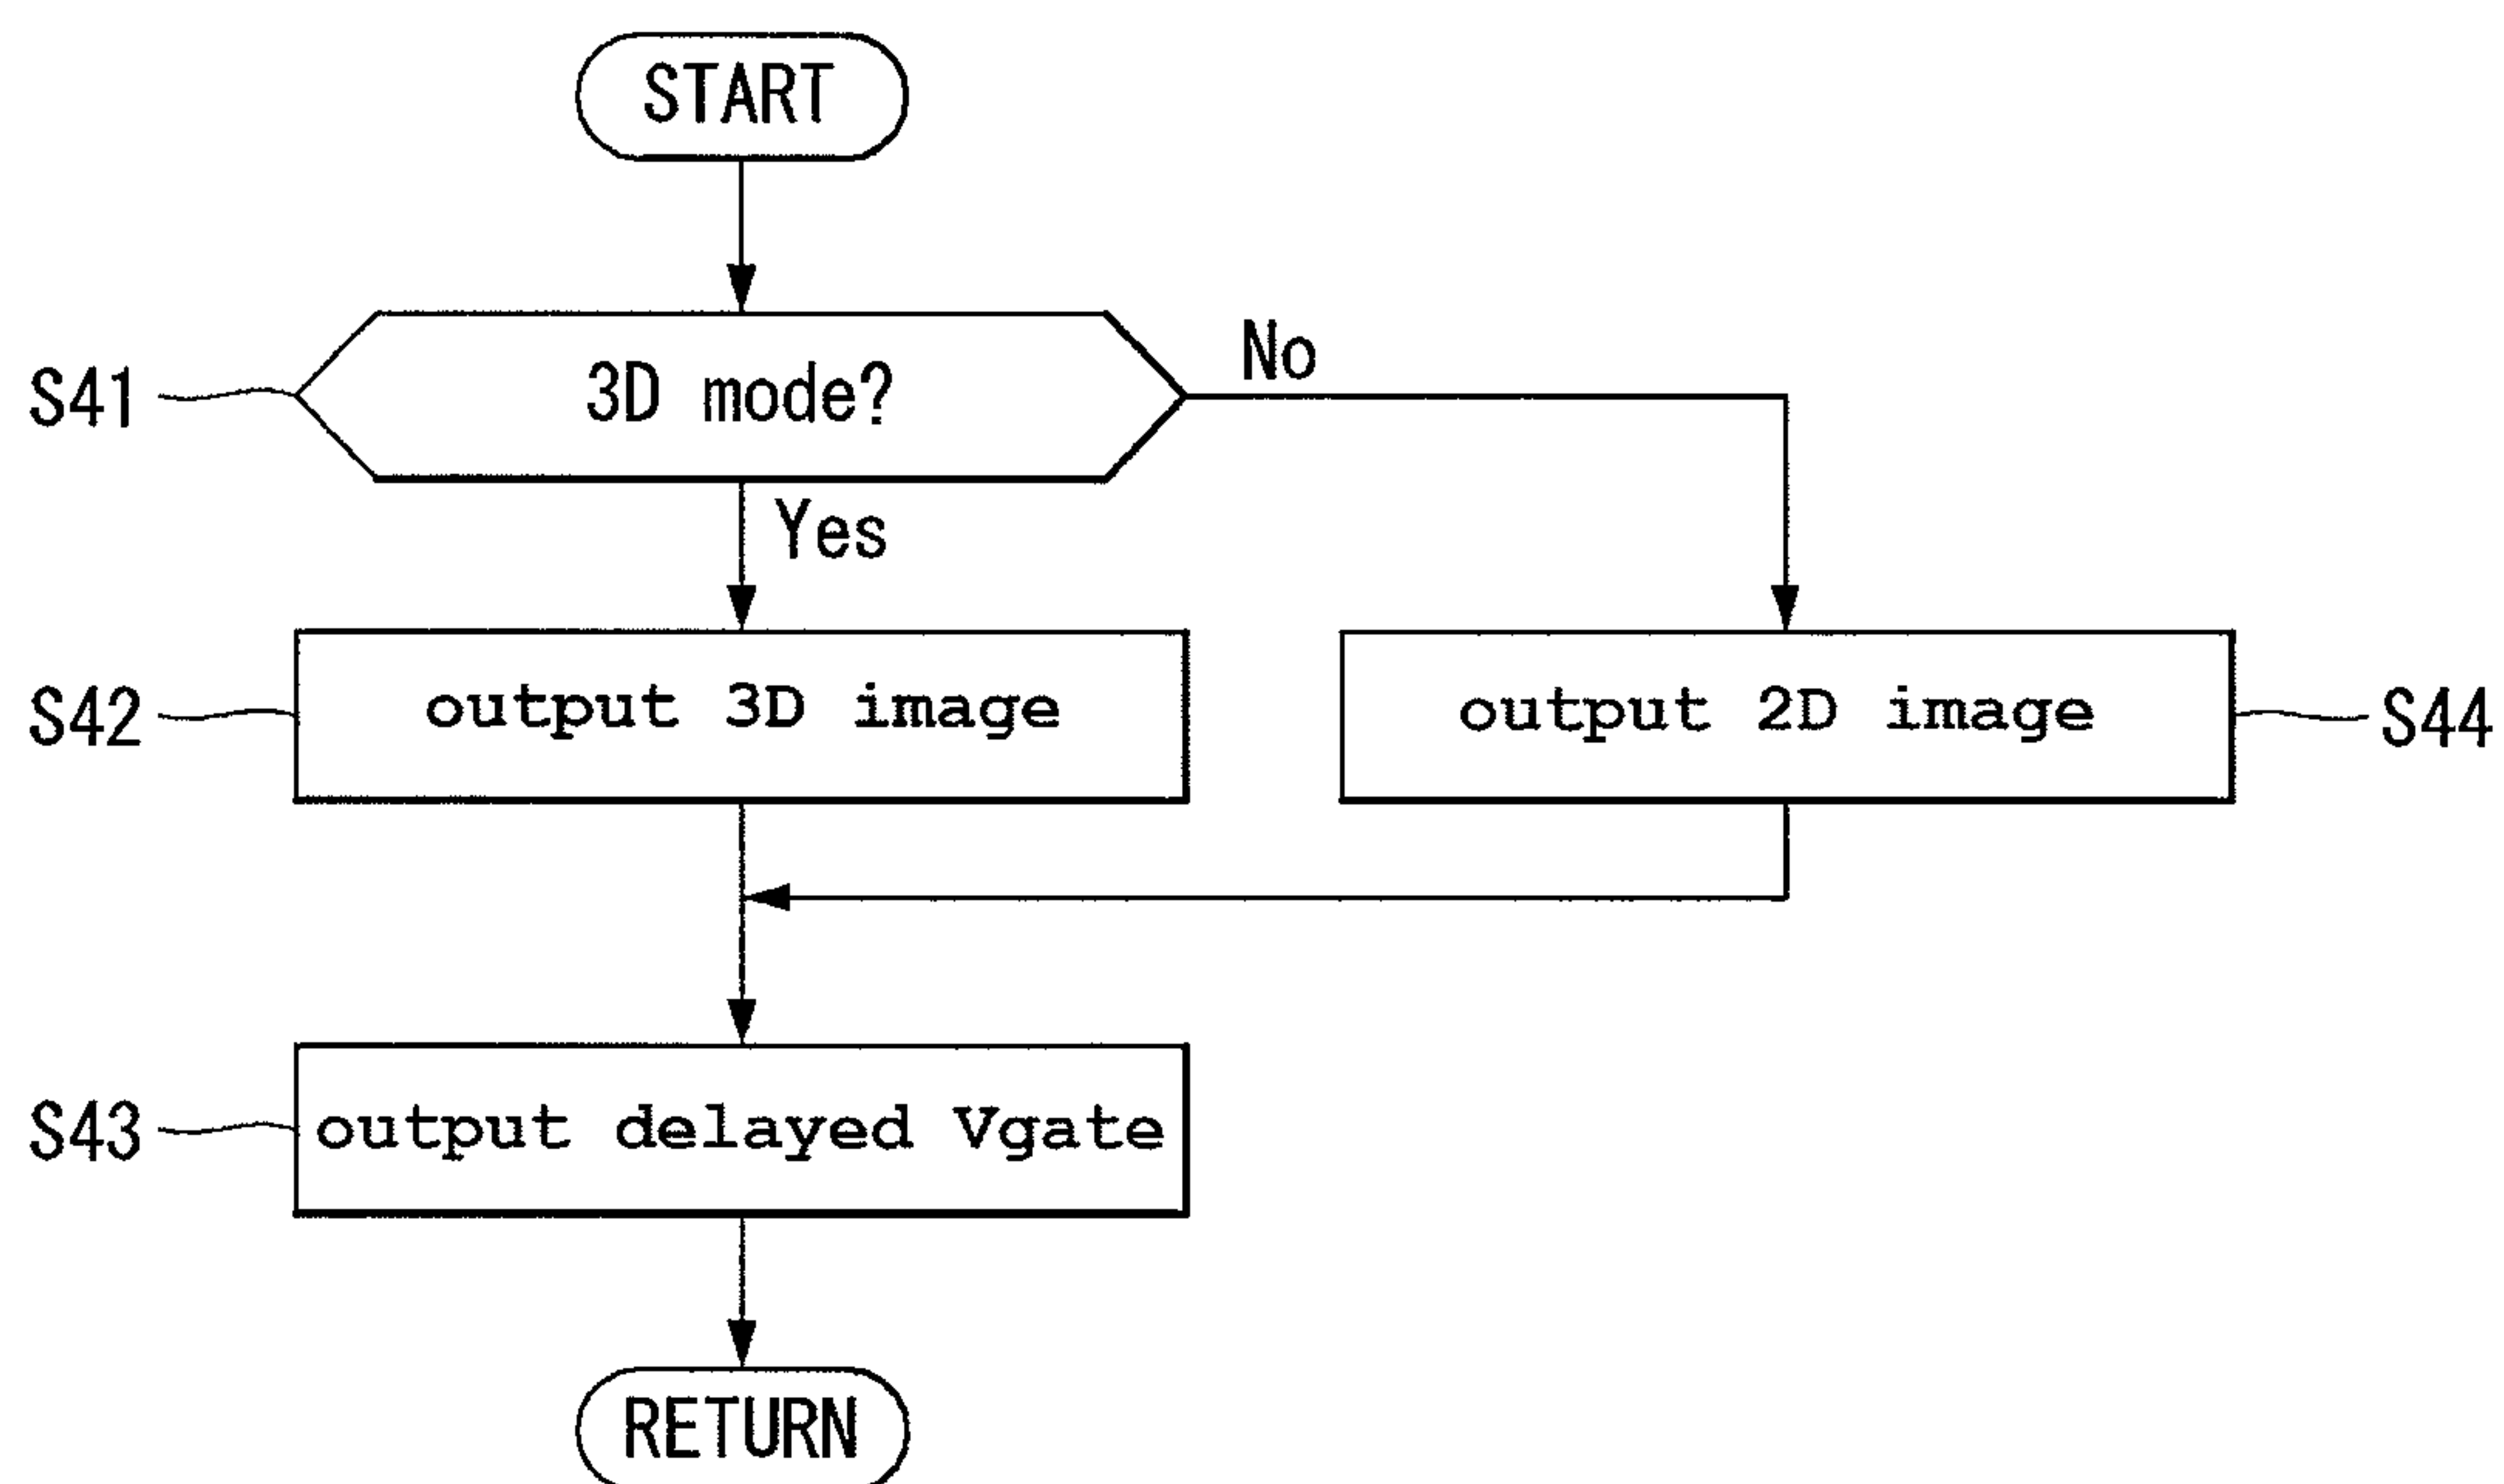 START
S41
3D mode?
No
Yes
S42
output 3D image
output 2D image
S44
S43
output delayed Vgate
RETURN